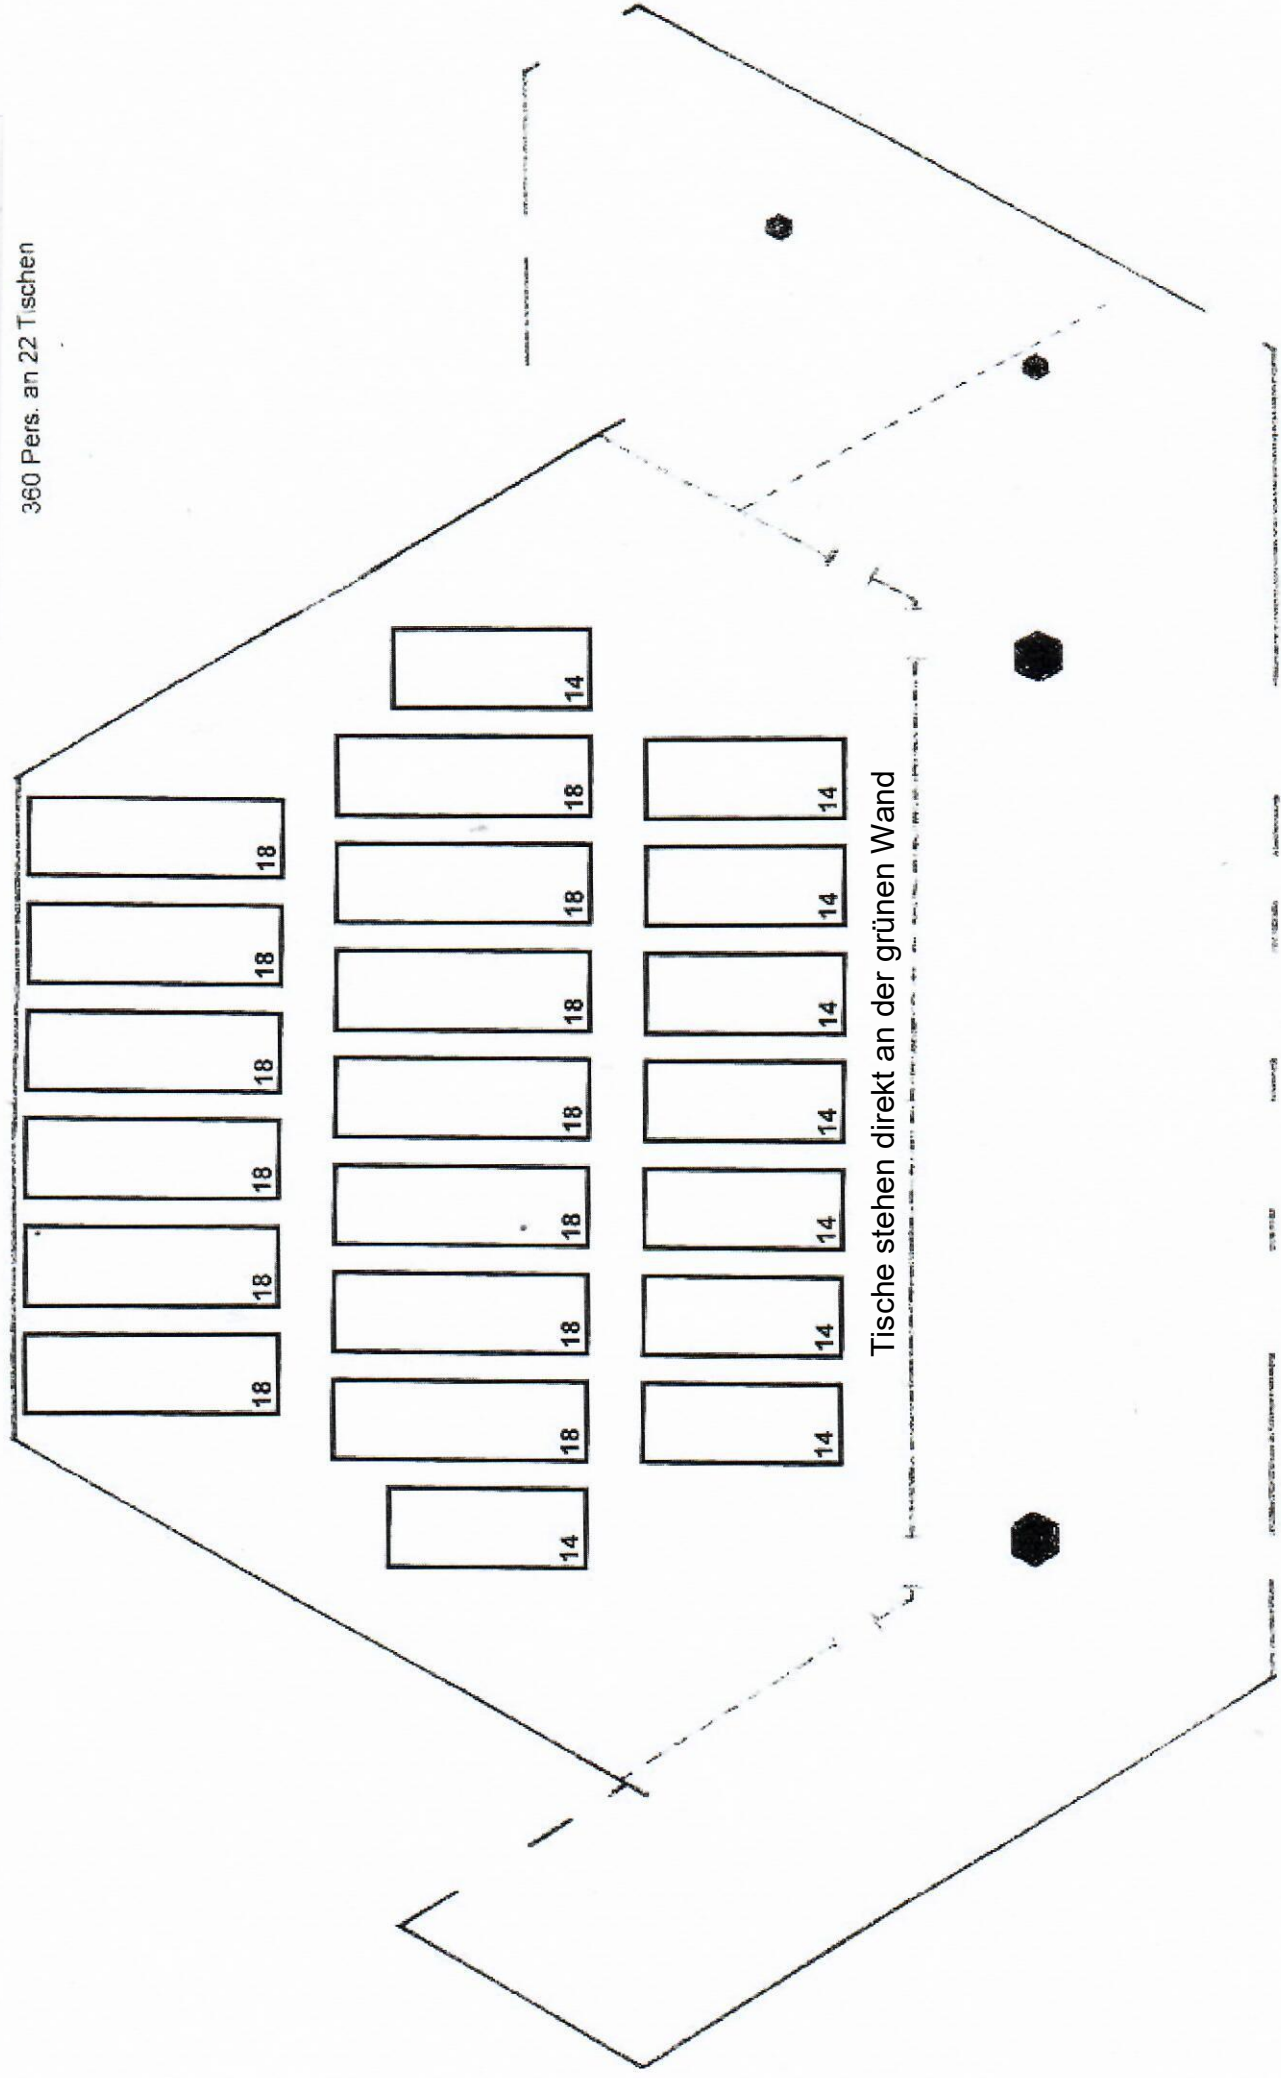 360 Pers. an 22 Tischen
18 18 18 18 18 18
14 18 18 18 18 18 18 18 14
14 14 14 14 14 14 14
Tische stehen direkt an der grünen Wand